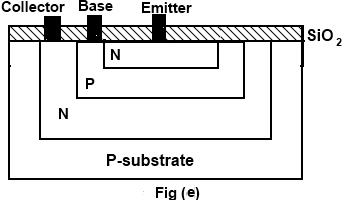 Collector Base Emitter
SiO2
N
P
N
P-substrate
Fig (e)